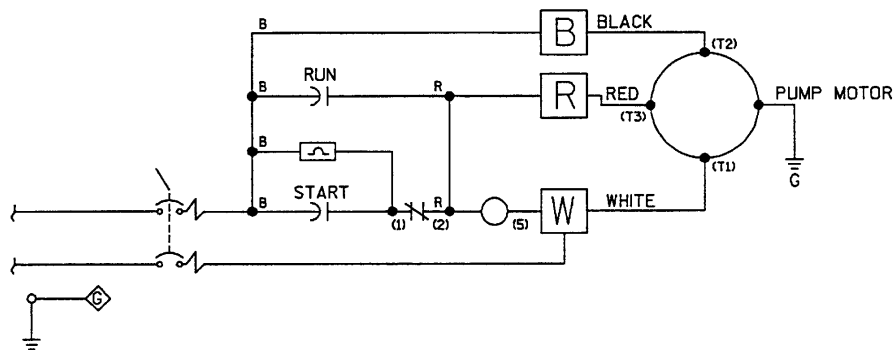 B
B
BLACK
(T2)
RUN
B
R
R
RED
(T3)
PUMP MOTOR
B
(T1)
G
START
B
(1)
R
(2)
(5)
W
WHITE
G